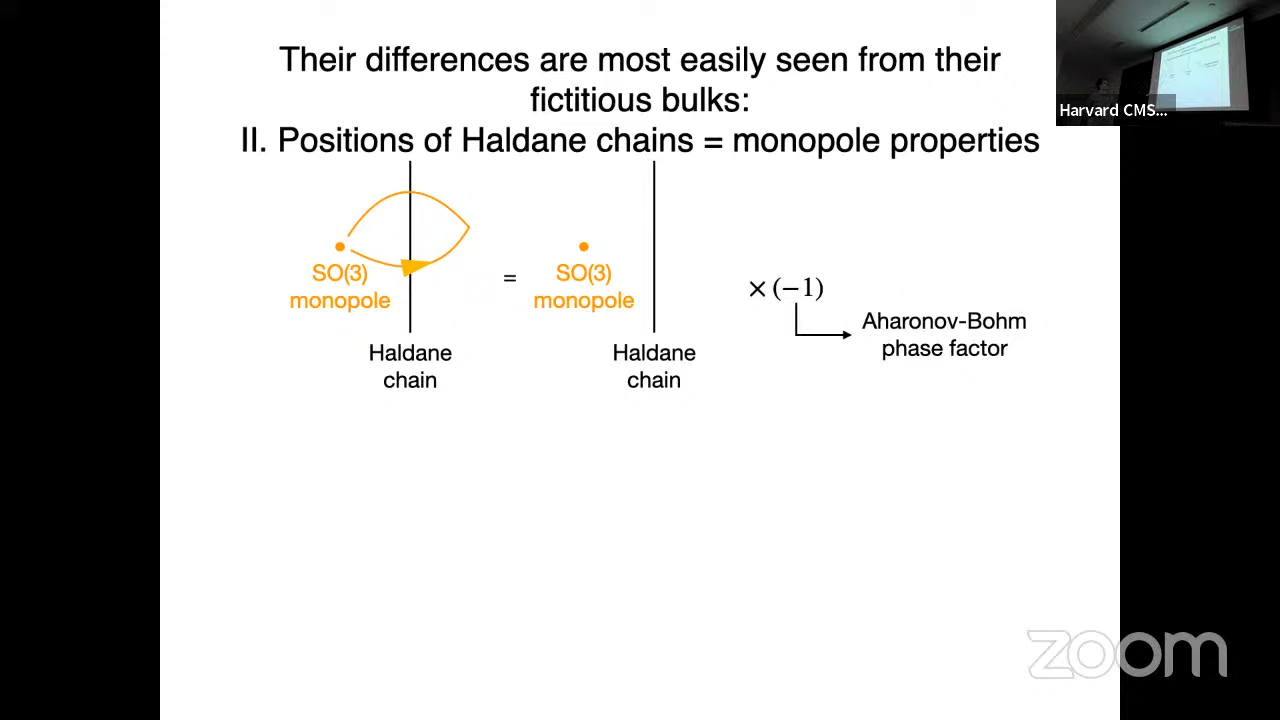 Their differences are most easily seen from their
fictitious bulks:
II. Positions of Haldane chains = monopole properties
SO(3)
monopole
Haldane
chain
=
SO(3)
monopole
Haldane
chain
×(−1)
Aharonov-Bohm
phase factor
Harvard CMS...
zoom